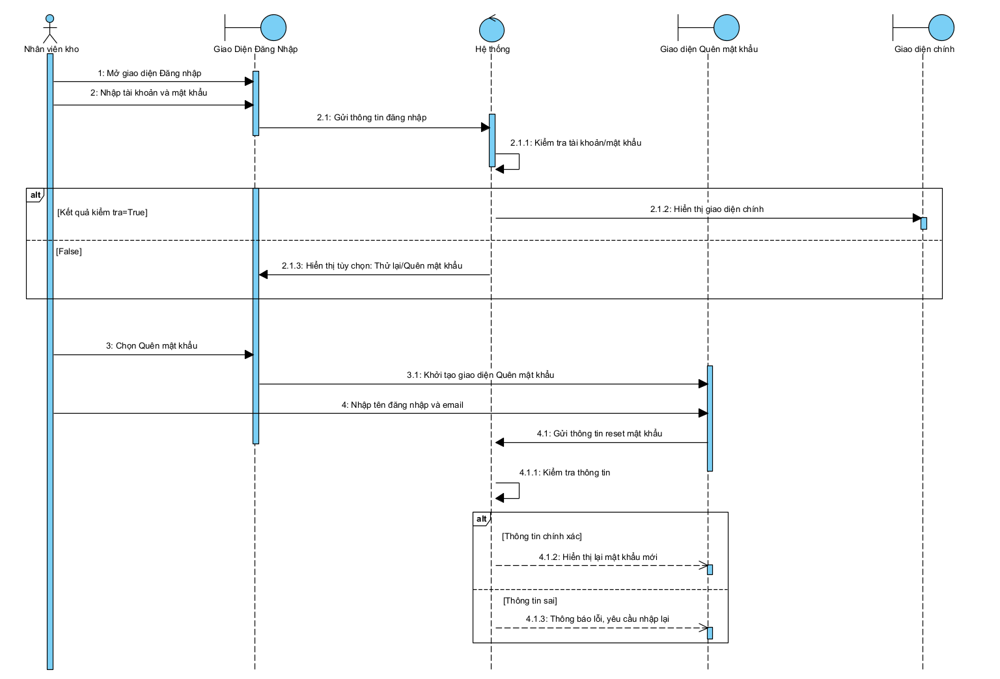 Nhân viên kho
Giao Diện Đăng Nhập
Hệ thống
Giao diện Quên mật khẩu
Giao diện chính
1: Mở giao diện Đăng nhập
2: Nhập tài khoản và mật khẩu
2.1: Gửi thông tin đăng nhập
2.1.1: Kiểm tra tài khoản/mật khẩu
alt
[Kết quả kiểm tra=True]
2.1.2: Hiển thị giao diện chính
[False]
2.1.3: Hiển thị tùy chọn: Thử lại/Quên mật khẩu
3: Chọn Quên mật khẩu
3.1: Khởi tạo giao diện Quên mật khẩu
4: Nhập tên đăng nhập và email
4.1: Gửi thông tin reset mật khẩu
4.1.1: Kiểm tra thông tin
alt
[Thông tin chính xác]
4.1.2: Hiển thị lại mật khẩu mới
[Thông tin sai]
4.1.3: Thông báo lỗi, yêu cầu nhập lại